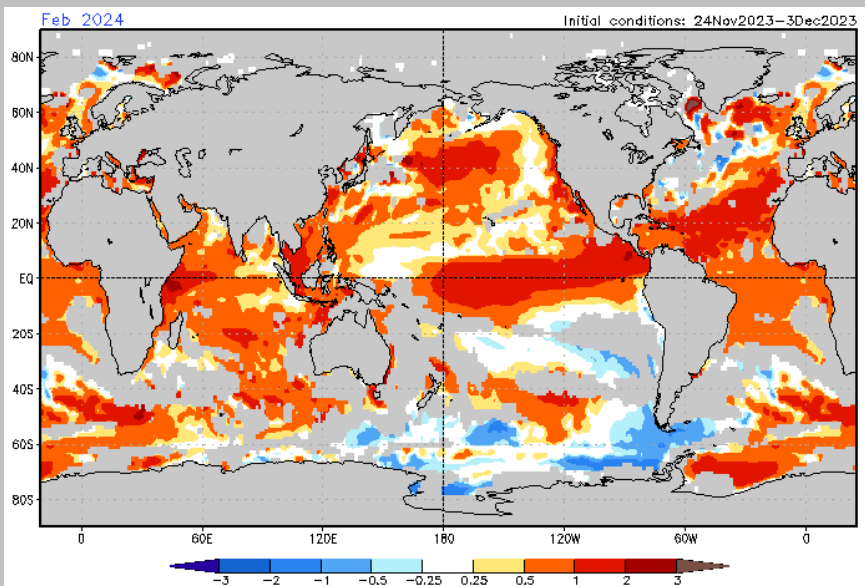 Feb 2024 Initial conditions: 24Nov2023-3Dec2023
80N
60N
40N
20N
EQ
20S
40S
60S
80S
0 60E 120E 180 120W 60W 0
-3 -2 -1 -0.5 -0.25 0.25 0.5 1 2 3